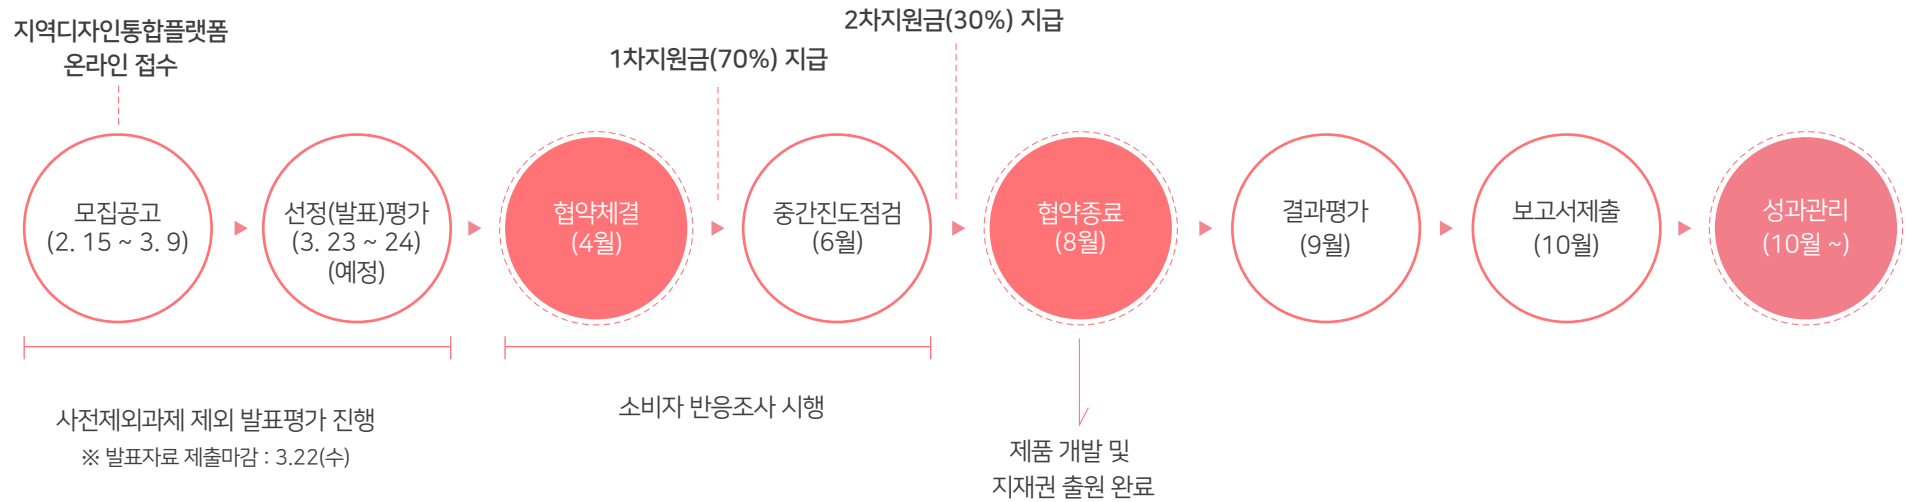 지역디자인통합플랫폼
온라인 접수
1차지원금(70%) 지급
2차지원금(30%) 지급
모집공고
(2. 15 ~ 3. 9)
선정(발표)평가
(3. 23 ~ 24)
(예정)
협약체결
(4월)
중간진도점검
(6월)
협약종료
(8월)
결과평가
(9월)
보고서제출
(10월)
성과관리
(10월 ~)
사전제외과제 제외 발표평가 진행
※ 발표자료 제출마감 : 3.22(수)
소비자 반응조사 시행
제품 개발 및
지재권 출원 완료